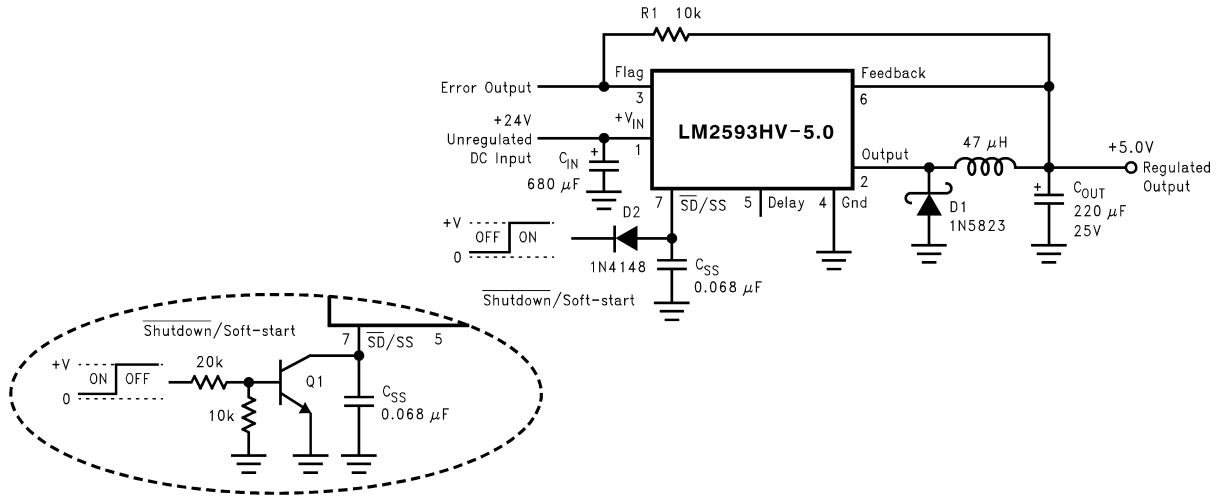 R1 10k
Flag
Feedback
Error Output
3
6
+24V
+VIN
LM2593HV-5.0
Unregulated
DC Input
1
CIN
+
680 μF
Output
2
47 μH
+5.0V
Regulated
Output
+
COUT
220 μF
25V
D1
1N5823
7
SD/SS
5
Delay
4
Gnd
D2
1N4148
+V
OFF
ON
0
CSS
0.068 μF
Shutdown/Soft-start
Shutdown/Soft-start
7
SD/SS
5
+V
ON
OFF
0
20k
10k
Q1
CSS
0.068 μF